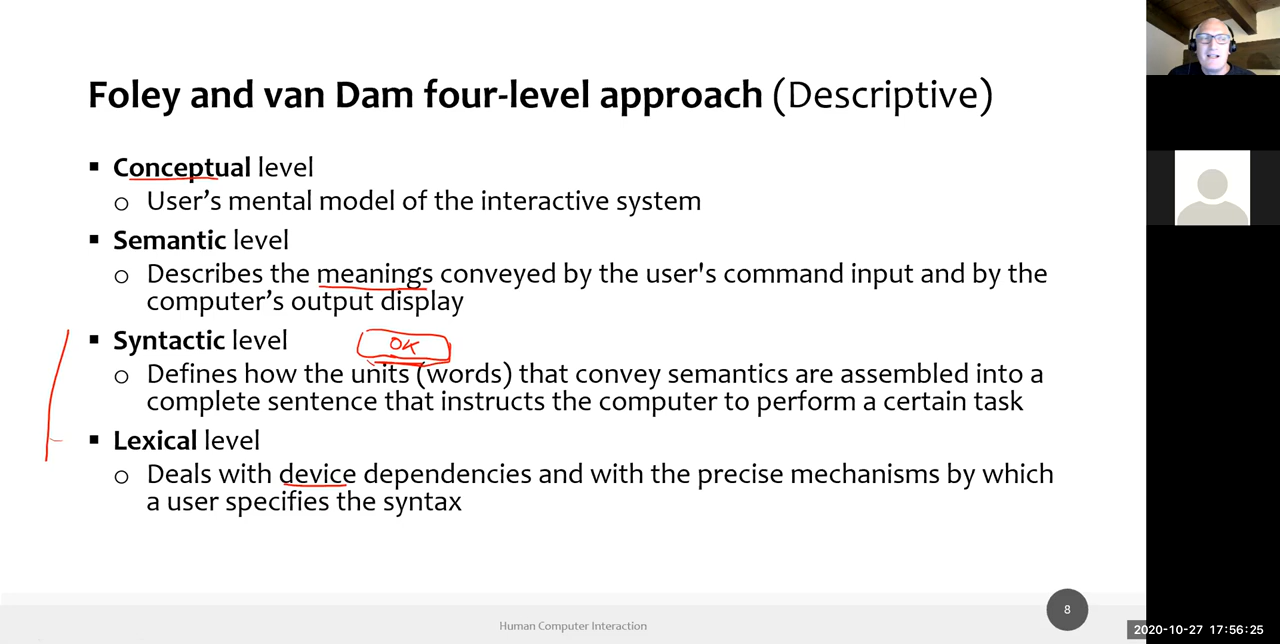 Foley and van Dam four-level approach (Descriptive)
▪ Conceptual level
o User's mental model of the interactive system
▪ Semantic level
o Describes the meanings conveyed by the user's command input and by the
computer's output display
▪ Syntactic level
OK
o Defines how the units (words) that convey semantics are assembled into a
complete sentence that instructs the computer to perform a certain task
▪ Lexical level
o Deals with device dependencies and with the precise mechanisms by which
a user specifies the syntax
8
Human Computer Interaction
2020-10-27 17:56:25